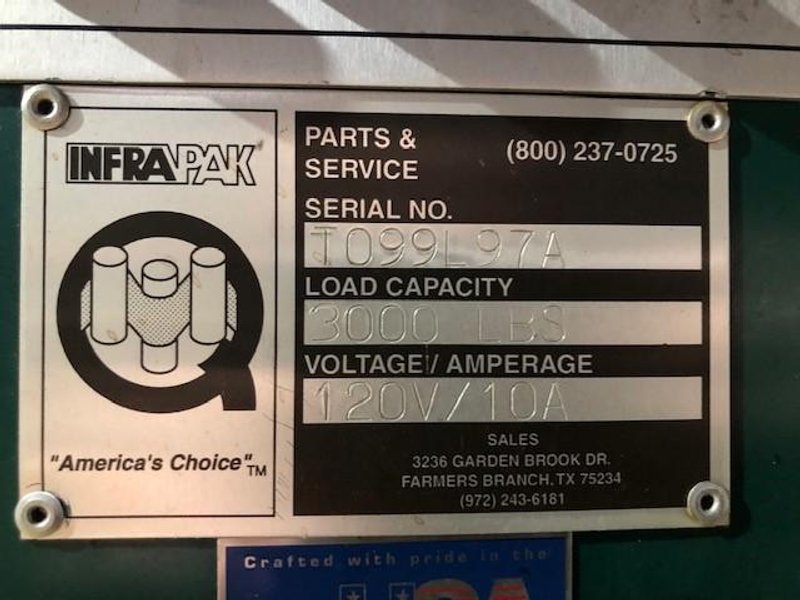 INFRAPAK
"America's Choice"TM
PARTS &
SERVICE
(800) 237-0725
SERIAL NO.
T099L97A
LOAD CAPACITY
3000 LBS
VOLTAGE / AMPERAGE
120V/10A
SALES
3236 GARDEN BROOK DR.
FARMERS BRANCH, TX 75234
(972) 243-6181
Crafted with pride in the
USA